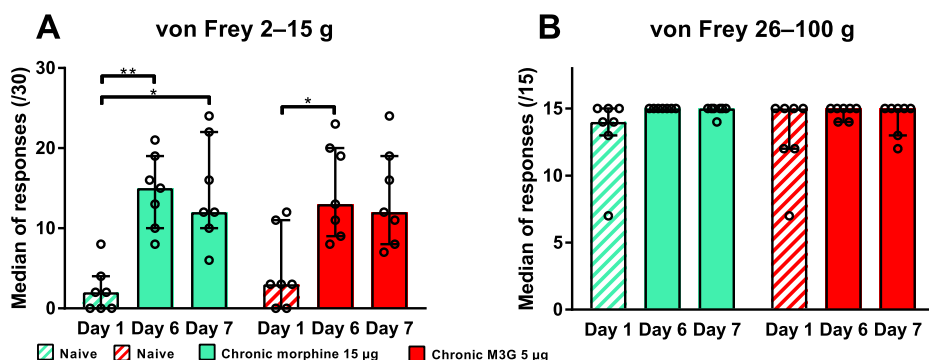 A
von Frey 2–15 g
Median of responses (/30)
30
20
10
0
**
*
*
Day 1 Day 6 Day 7 Day 1 Day 6 Day 7
B
von Frey 26–100 g
Median of responses (/15)
15
10
5
0
Day 1 Day 6 Day 7 Day 1 Day 6 Day 7
Naive Naive Chronic morphine 15 µg Chronic M3G 5 µg